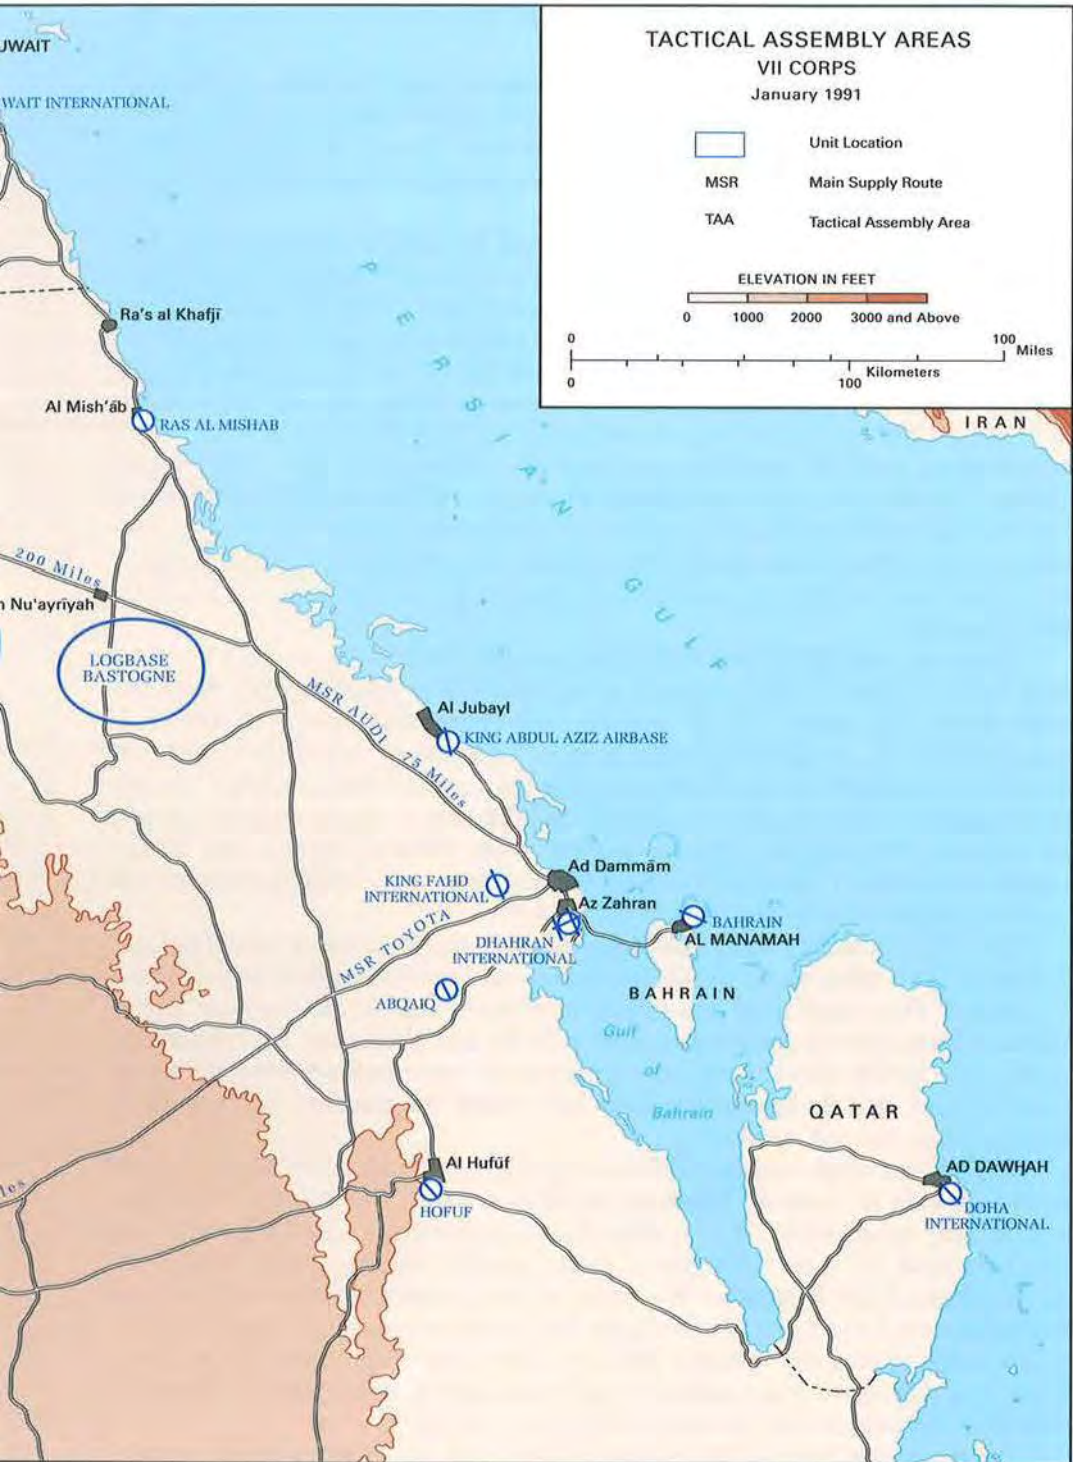 TACTICAL ASSEMBLY AREAS
VII CORPS
January 1991
Unit Location
MSR Main Supply Route
TAA Tactical Assembly Area
ELEVATION IN FEET
0 1000 2000 3000 and Above
0 100 Miles
0 100 Kilometers
UWAIT
WAIT INTERNATIONAL
PERSIAN GULF
Ra's al Khafjī
IRAN
Al Mish'āb
RAS AL MISHAB
200 Miles
n Nu'ayrīyah
LOGBASE
BASTOGNE
MSR AUDI 75 Miles
Al Jubayl
KING ABDUL AZIZ AIRBASE
Ad Dammām
KING FAHD
INTERNATIONAL
Az Zahran
MSR TOYOTA
DHAHRAN
INTERNATIONAL
BAHRAIN
AL MANAMAH
ABQAIQ
BAHRAIN
Gulf
of
Bahrain
QATAR
Al Hufūf
HOFUF
AD DAWḨAH
DOHA
INTERNATIONAL
les